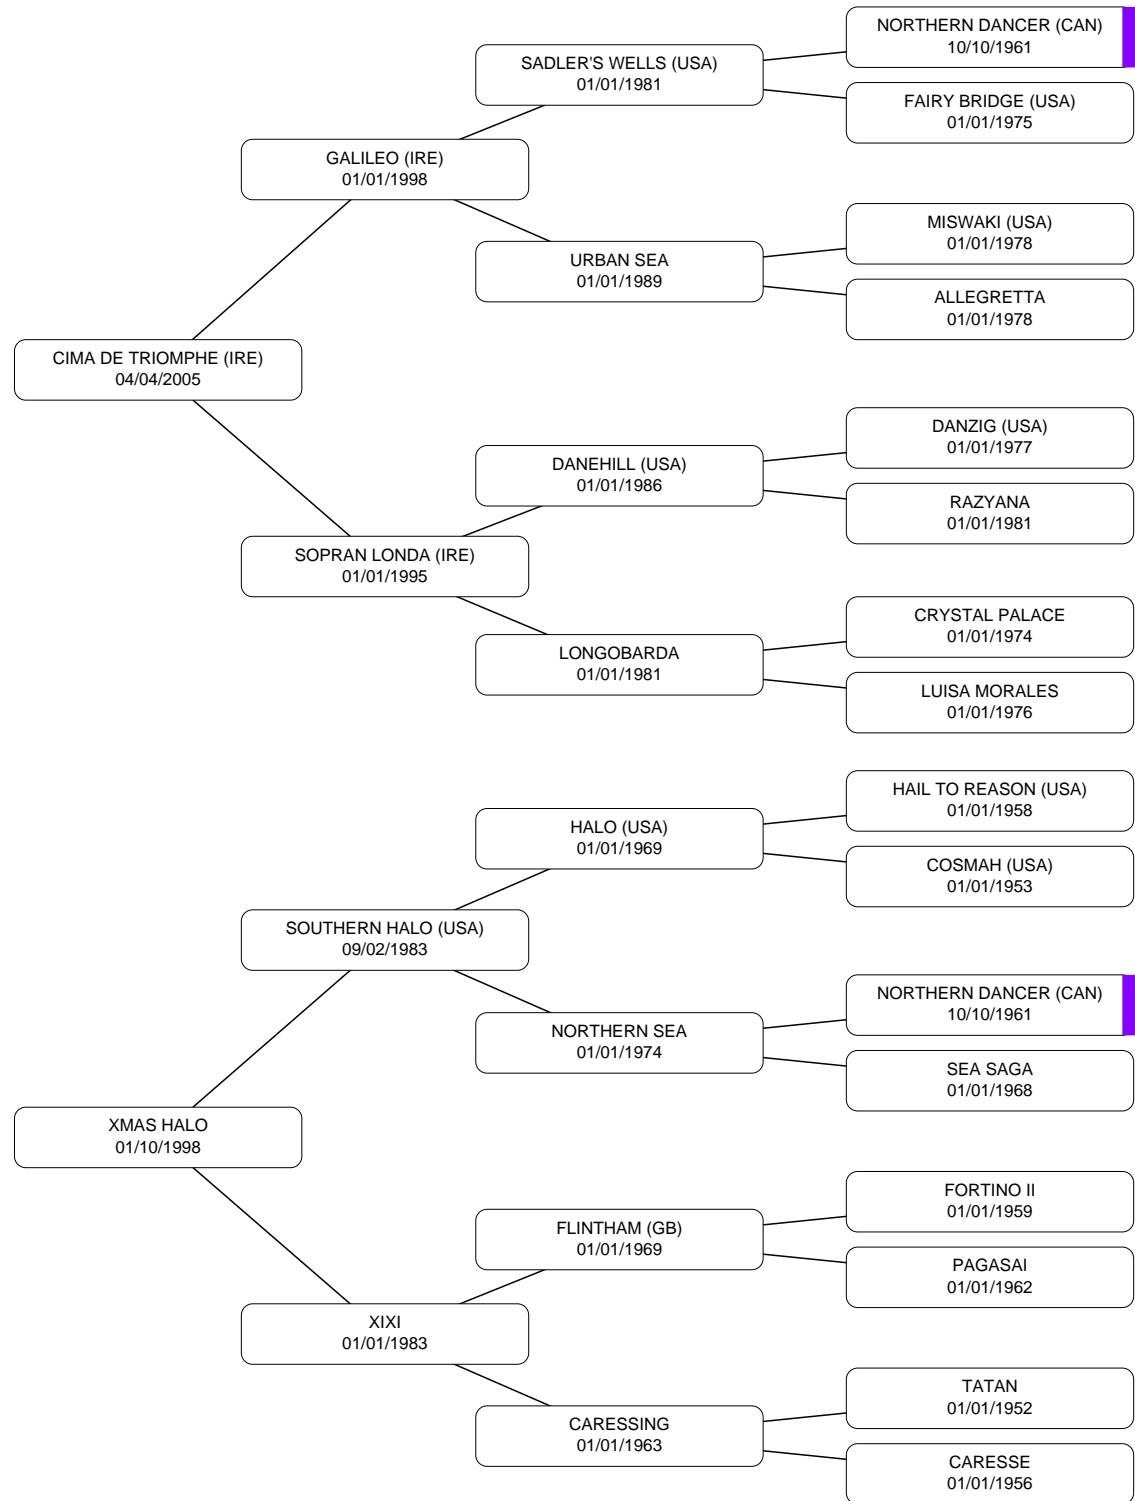 NORTHERN DANCER (CAN)
10/10/1961
SADLER'S WELLS (USA)
01/01/1981
FAIRY BRIDGE (USA)
01/01/1975
GALILEO (IRE)
01/01/1998
MISWAKI (USA)
01/01/1978
URBAN SEA
01/01/1989
ALLEGRETTA
01/01/1978
CIMA DE TRIOMPHE (IRE)
04/04/2005
DANZIG (USA)
01/01/1977
DANEHILL (USA)
01/01/1986
RAZYANA
01/01/1981
SOPRAN LONDA (IRE)
01/01/1995
CRYSTAL PALACE
01/01/1974
LONGOBARDA
01/01/1981
LUISA MORALES
01/01/1976
HAIL TO REASON (USA)
01/01/1958
HALO (USA)
01/01/1969
COSMAH (USA)
01/01/1953
SOUTHERN HALO (USA)
09/02/1983
NORTHERN DANCER (CAN)
10/10/1961
NORTHERN SEA
01/01/1974
SEA SAGA
01/01/1968
XMAS HALO
01/10/1998
FORTINO II
01/01/1959
FLINTHAM (GB)
01/01/1969
PAGASAI
01/01/1962
XIXI
01/01/1983
TATAN
01/01/1952
CARESSING
01/01/1963
CARESSE
01/01/1956